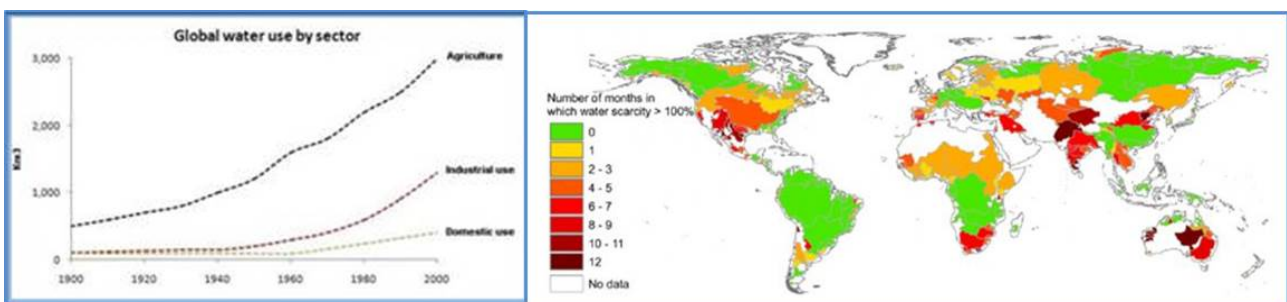 Global water use by sector
3,000
2,000
1,000
0
Km3
Agriculture
Industrial use
Domestic use
1900
1920
1940
1960
1980
2000
Number of months in
which water scarcity > 100%
0
1
2 - 3
4 - 5
6 - 7
8 - 9
10 - 11
12
No data